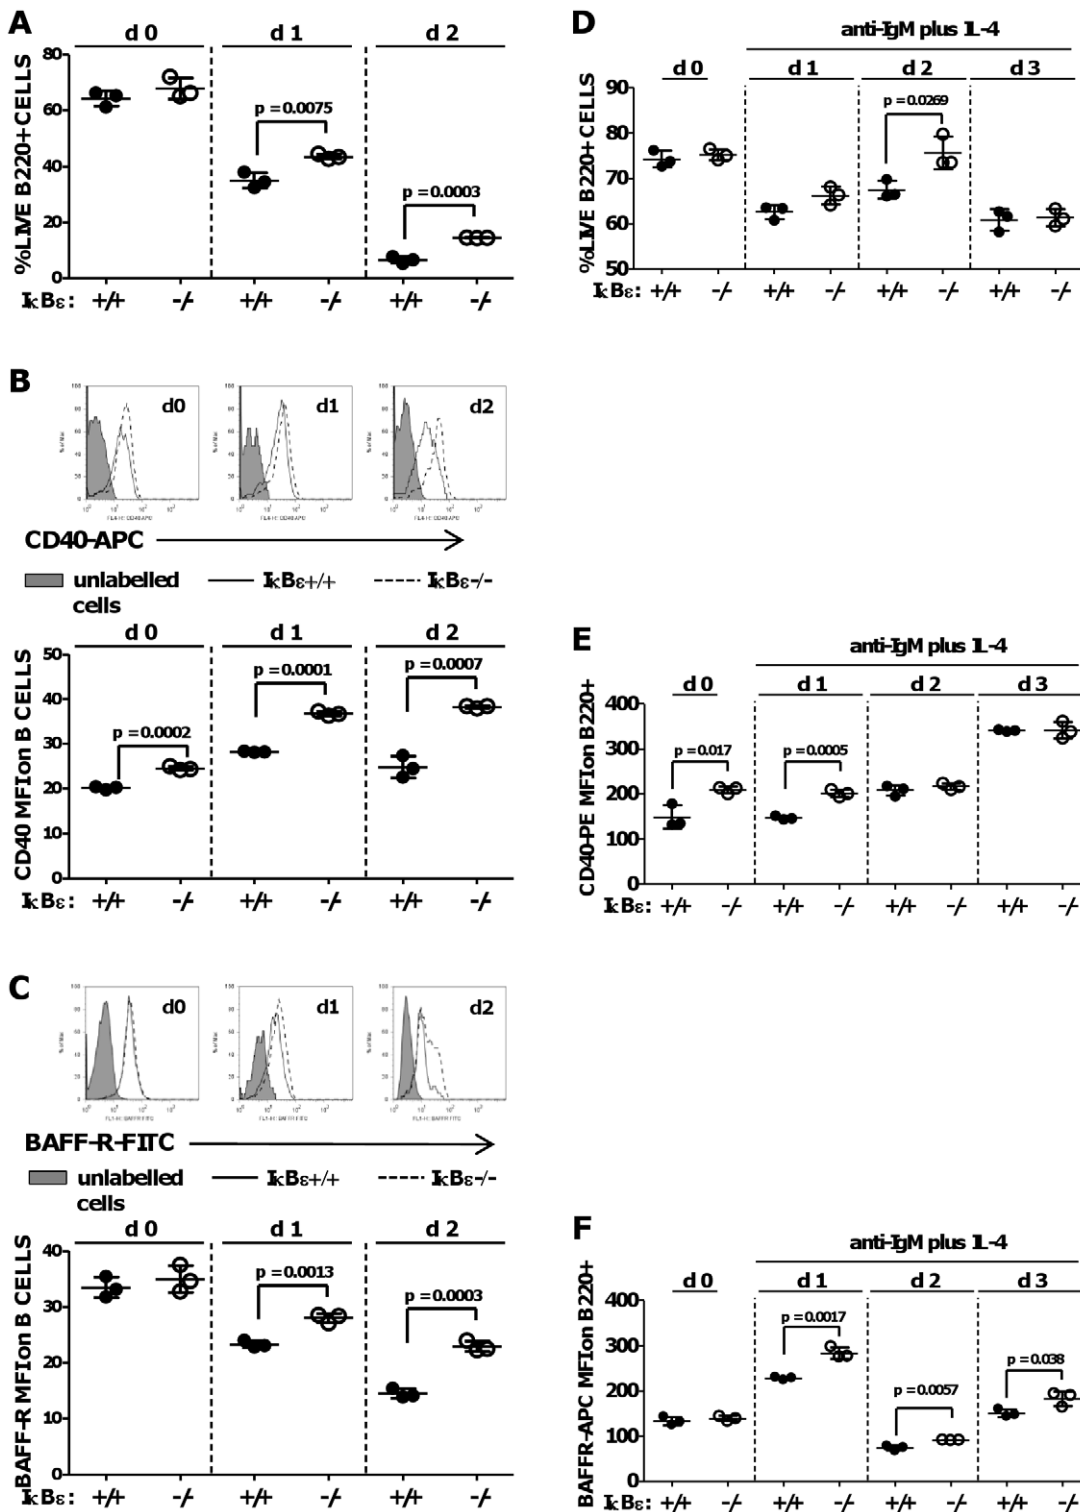 A
d 0 d 1 d 2
%LIVE B220+CELLS
80
60
40
20
0
p = 0.0075
p = 0.0003
IκBε: +/+ -/- +/+ -/- +/+ -/-
B
d0 d1 d2
CD40-APC
unlabelled cells
IκBε+/+
IκBε-/-
d 0 d 1 d 2
CD40 MFI on B CELLS
50
40
30
20
10
0
p = 0.0002
p = 0.0001
p = 0.0007
IκBε: +/+ -/- +/+ -/- +/+ -/-
C
d0 d1 d2
BAFF-R-FITC
unlabelled cells
IκBε+/+
IκBε-/-
d 0 d 1 d 2
BAFF-R MFI on B CELLS
40
30
20
10
0
p = 0.0013
p = 0.0003
IκBε: +/+ -/- +/+ -/- +/+ -/-
D
anti-IgM plus IL-4
d 0 d 1 d 2 d 3
%LIVE B220+ CELLS
90
80
70
60
50
p = 0.0269
IκBε: +/+ -/- +/+ -/- +/+ -/- +/+ -/-
E
anti-IgM plus IL-4
d 0 d 1 d 2 d 3
CD40-PE MFI on B220+
400
300
200
100
0
p = 0.017
p = 0.0005
IκBε: +/+ -/- +/+ -/- +/+ -/- +/+ -/-
F
anti-IgM plus IL-4
d 0 d 1 d 2 d 3
BAFFR-APC MFI on B220+
400
300
200
100
0
p = 0.0017
p = 0.0057
p = 0.038
IκBε: +/+ -/- +/+ -/- +/+ -/- +/+ -/-